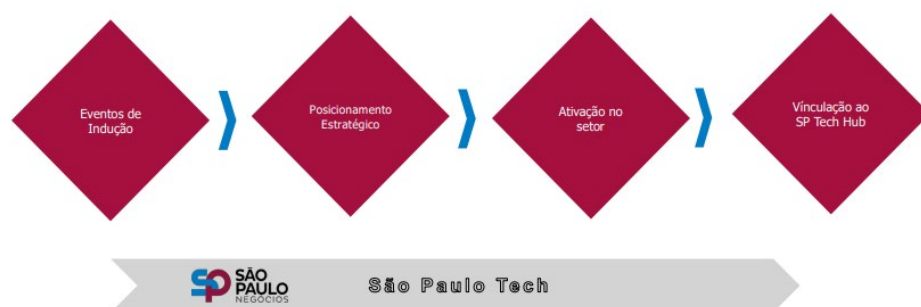 Eventos de
Indução
Posicionamento
Estratégico
Ativação no
setor
Vínculação ao
SP Tech Hub
SP
SÃO
PAULO
NEGÓCIOS
São Paulo Tech